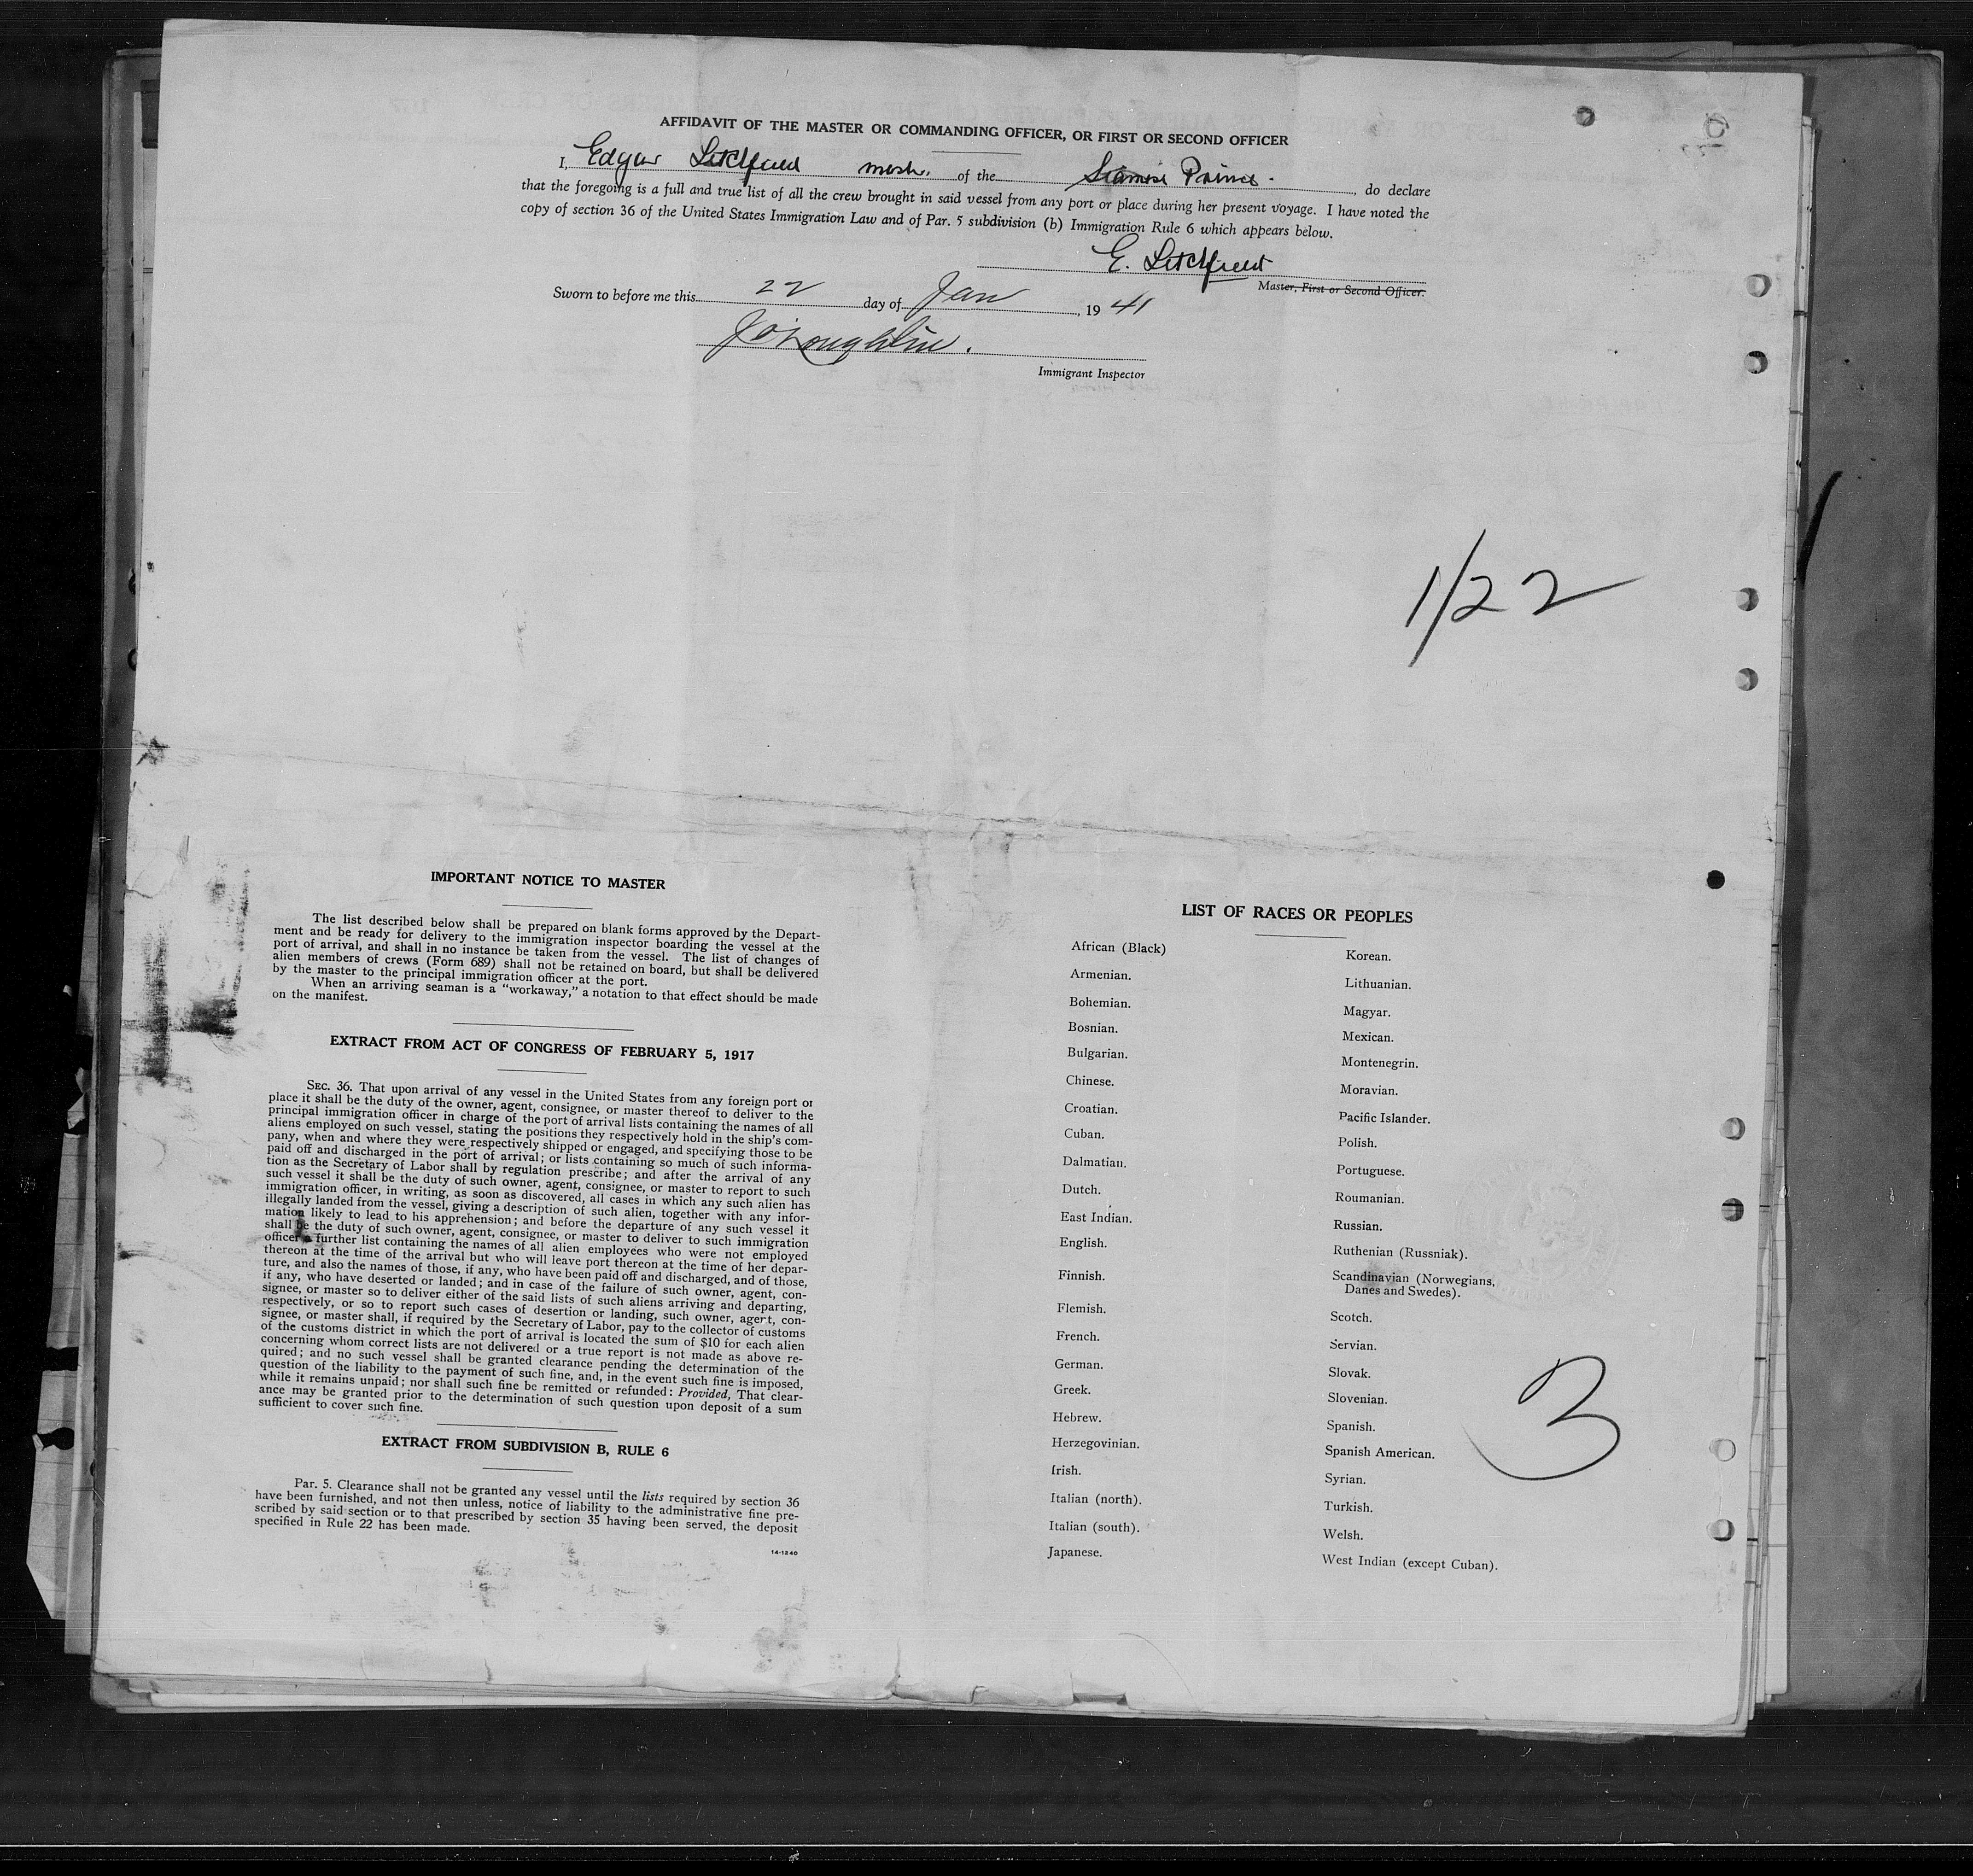 AFFIDAVIT OF THE MASTER OR COMMANDING OFFICER, OR FIRST OR SECOND OFFICER
I, Edgar Litchfield of the Siamese Prince, do declare
that the foregoing is a full and true list of all the crew brought in said vessel from any port or place during her present voyage. I have noted the
copy of section 36 of the United States Immigration Law and of Par. 5 subdivision (b) Immigration Rule 6 which appears below.
E. Litchfield
Master, First or Second Officer.
Sworn to before me this 22 day of Jan, 1941
J O'Loughlin.
Immigrant Inspector
1/22
IMPORTANT NOTICE TO MASTER
The list described below shall be prepared on blank forms approved by the Depart-
ment and be ready for delivery to the immigration inspector boarding the vessel at the
port of arrival, and shall in no instance be taken from the vessel. The list of changes of
alien members of crews (Form 689) shall not be retained on board, but shall be delivered
by the master to the principal immigration officer at the port.
When an arriving seaman is a "workaway," a notation to that effect should be made
on the manifest.
EXTRACT FROM ACT OF CONGRESS OF FEBRUARY 5, 1917
SEC. 36. That upon arrival of any vessel in the United States from any foreign port or
place it shall be the duty of the owner, agent, consignee, or master thereof to deliver to the
principal immigration officer in charge of the port of arrival lists containing the names of all
aliens employed on such vessel, stating the positions they respectively hold in the ship's com-
pany, when and where they were respectively shipped or engaged, and specifying those to be
paid off and discharged in the port of arrival; or lists containing so much of such informa-
tion as the Secretary of Labor shall by regulation prescribe; and after the arrival of any
such vessel it shall be the duty of such owner, agent, consignee, or master to report to such
immigration officer, in writing, as soon as discovered, all cases in which any such alien has
illegally landed from the vessel, giving a description of such alien, together with any infor-
mation likely to lead to his apprehension; and before the departure of any such vessel it
shall be the duty of such owner, agent, consignee, or master to deliver to such immigration
officer a further list containing the names of all alien employees who were not employed
thereon at the time of the arrival but who will leave port thereon at the time of her depar-
ture, and also the names of those, if any, who have been paid off and discharged, and of those,
if any, who have deserted or landed; and in case of the failure of such owner, agent, con-
signee, or master so to deliver either of the said lists of such aliens arriving and departing,
respectively, or so to report such cases of desertion or landing, such owner, agent, con-
signee, or master shall, if required by the Secretary of Labor, pay to the collector of customs
of the customs district in which the port of arrival is located the sum of $10 for each alien
concerning whom correct lists are not delivered or a true report is not made as above re-
quired; and no such vessel shall be granted clearance pending the determination of the
question of the liability to the payment of such fine, and, in the event such fine is imposed,
while it remains unpaid; nor shall such fine be remitted or refunded: Provided, That clear-
ance may be granted prior to the determination of such question upon deposit of a sum
sufficient to cover such fine.
EXTRACT FROM SUBDIVISION B, RULE 6
Par. 5. Clearance shall not be granted any vessel until the lists required by section 36
have been furnished, and not then unless, notice of liability to the administrative fine pre-
scribed by said section or to that prescribed by section 35 having been served, the deposit
specified in Rule 22 has been made.
14-1240
LIST OF RACES OR PEOPLES
African (Black)
Armenian.
Bohemian.
Bosnian.
Bulgarian.
Chinese.
Croatian.
Cuban.
Dalmatian.
Dutch.
East Indian.
English.
Finnish.
Flemish.
French.
German.
Greek.
Hebrew.
Herzegovinian.
Irish.
Italian (north).
Italian (south).
Japanese.
Korean.
Lithuanian.
Magyar.
Mexican.
Montenegrin.
Moravian.
Pacific Islander.
Polish.
Portuguese.
Roumanian.
Russian.
Ruthenian (Russniak).
Scandinavian (Norwegians,
Danes and Swedes).
Scotch.
Servian.
Slovak.
Slovenian.
Spanish.
Spanish American.
Syrian.
Turkish.
Welsh.
West Indian (except Cuban).
3